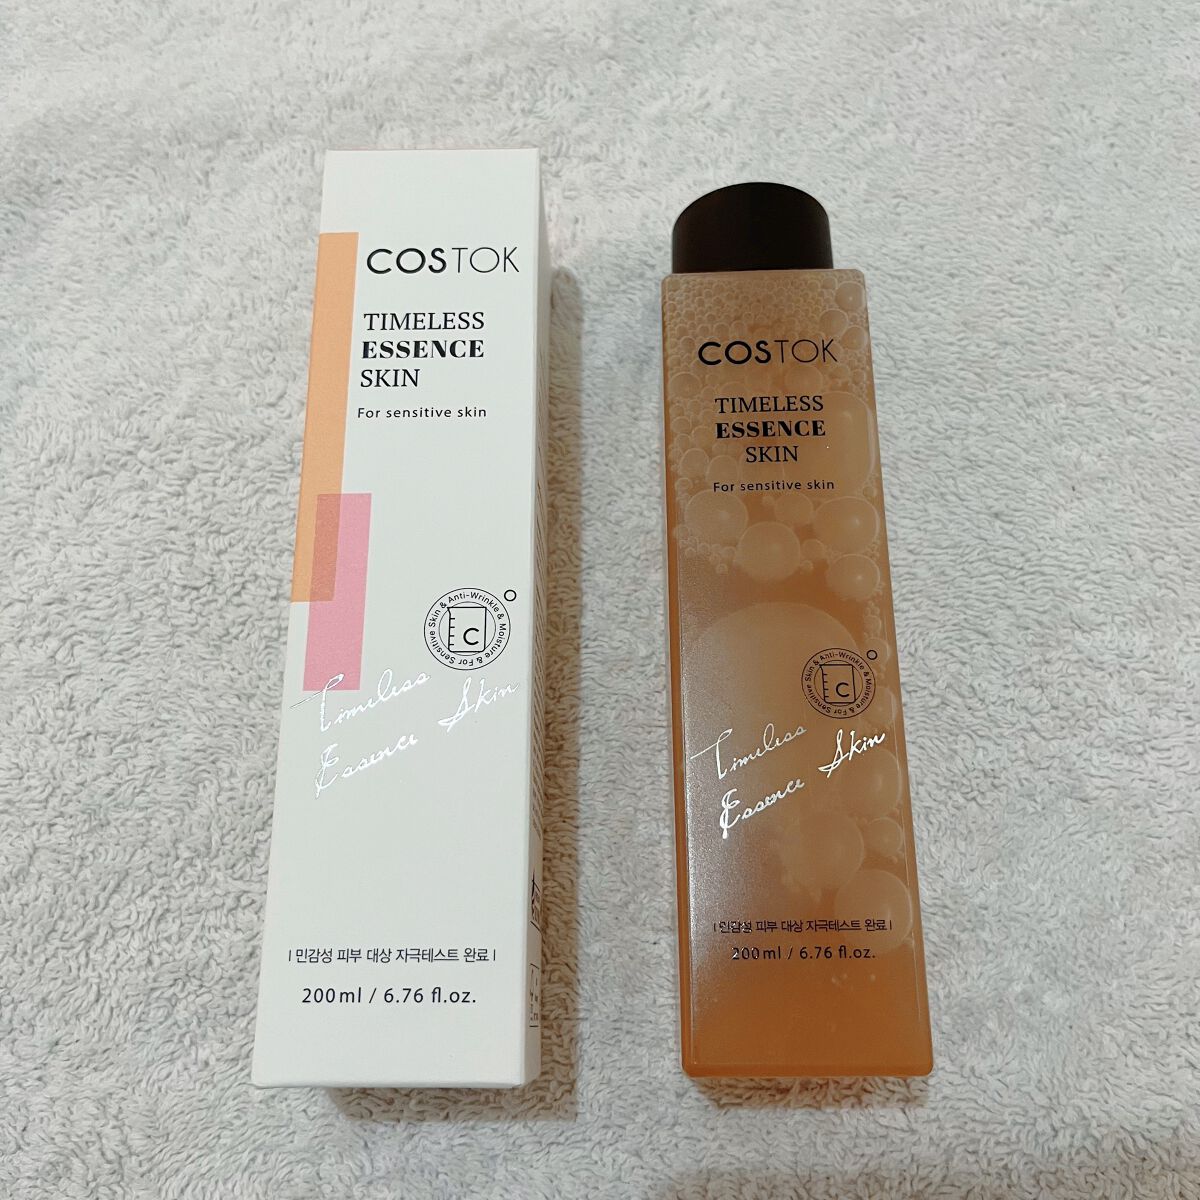 COSTOK
TIMELESS
ESSENCE
SKIN
For sensitive skin
Anti-Wrinkle & Moisture & For Sensitive Skin &
C
Timeless
Essence Skin
| 민감성 피부 대상 자극테스트 완료 |
200ml / 6.76 fl.oz.
COSTOK
TIMELESS
ESSENCE
SKIN
For sensitive skin
Anti-Wrinkle & Moisture & For Sensitive Skin &
C
Timeless
Essence Skin
| 민감성 피부 대상 자극테스트 완료 |
200ml / 6.76 fl.oz.